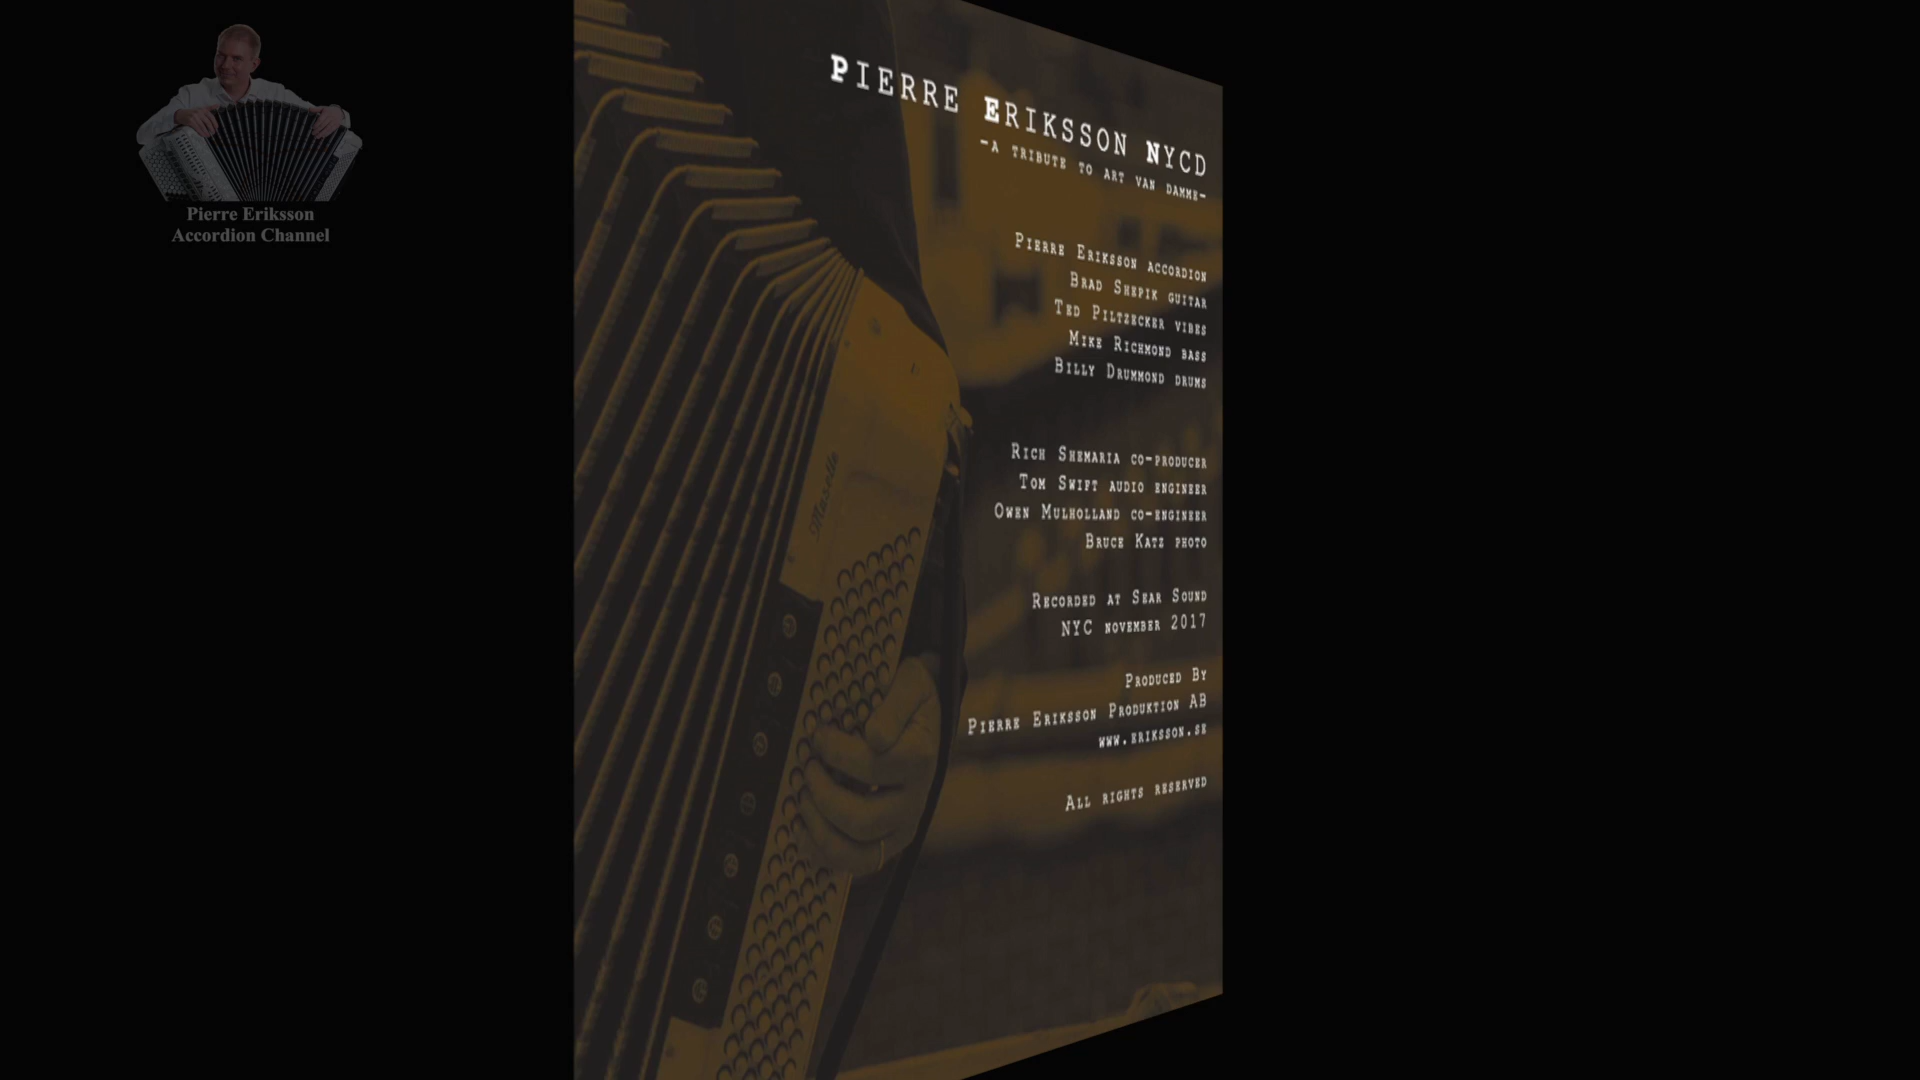 Pierre Eriksson
Accordion Channel
PIERRE ERIKSSON NYCD
-A TRIBUTE TO ART VAN DAMME-
PIERRE ERIKSSON ACCORDION
BRAD SHEPIK GUITAR
TED PILTZECKER VIBES
MIKE RICHMOND BASS
BILLY DRUMMOND DRUMS
RICH SHEMARIA CO-PRODUCER
TOM SWIFT AUDIO ENGINEER
OWEN MULHOLLAND CO-ENGINEER
BRUCE KATZ PHOTO
RECORDED AT SEAR SOUND
NYC NOVEMBER 2017
PRODUCED BY
PIERRE ERIKSSON PRODUKTION AB
WWW.ERIKSSON.SE
ALL RIGHTS RESERVED